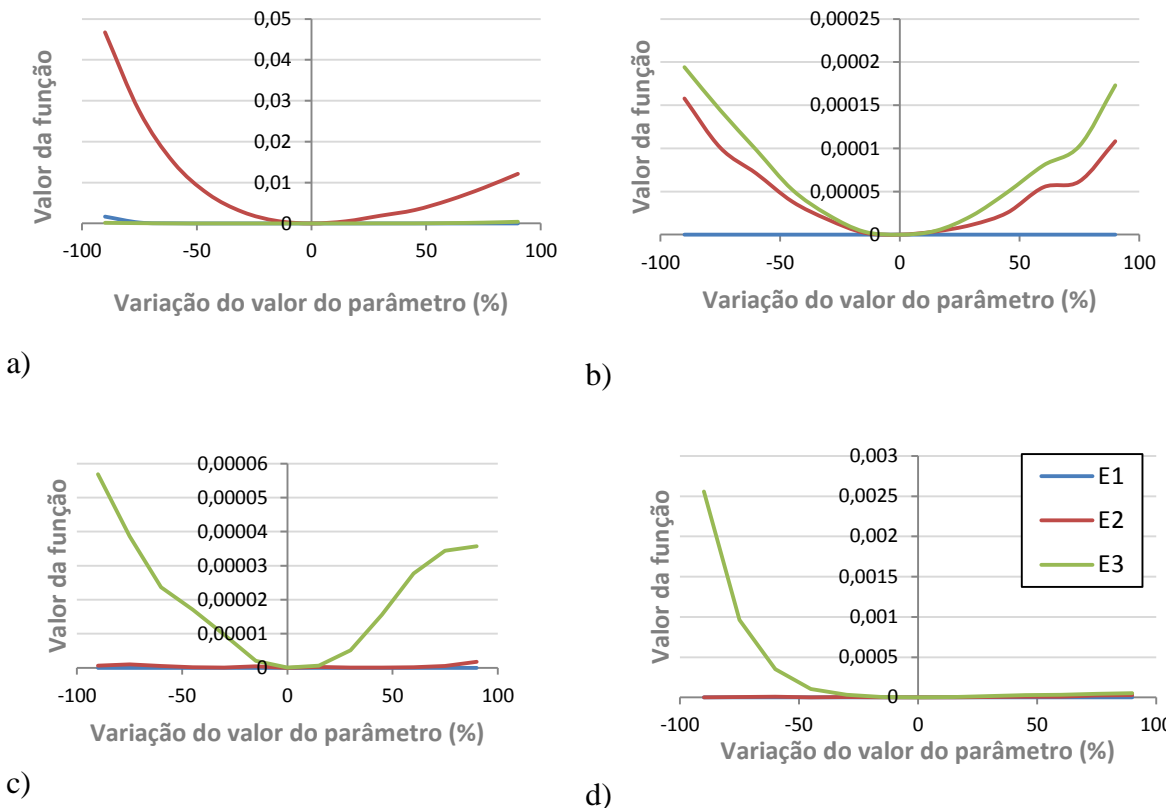 0,05
0,04
0,03
0,02
0,01
0
-100 -50 0 50 100
Valor da função
Variação do valor do parâmetro (%)
a)
0,00025
0,0002
0,00015
0,0001
0,00005
0
-100 -50 0 50 100
Valor da função
Variação do valor do parâmetro (%)
b)
0,00006
0,00005
0,00004
0,00003
0,00002
0,00001
0
-100 -50 0 50 100
Valor da função
Variação do valor do parâmetro (%)
c)
0,003
0,0025
0,002
0,0015
0,001
0,0005
0
-100 -50 0 50 100
Valor da função
Variação do valor do parâmetro (%)
E1
E2
E3
d)